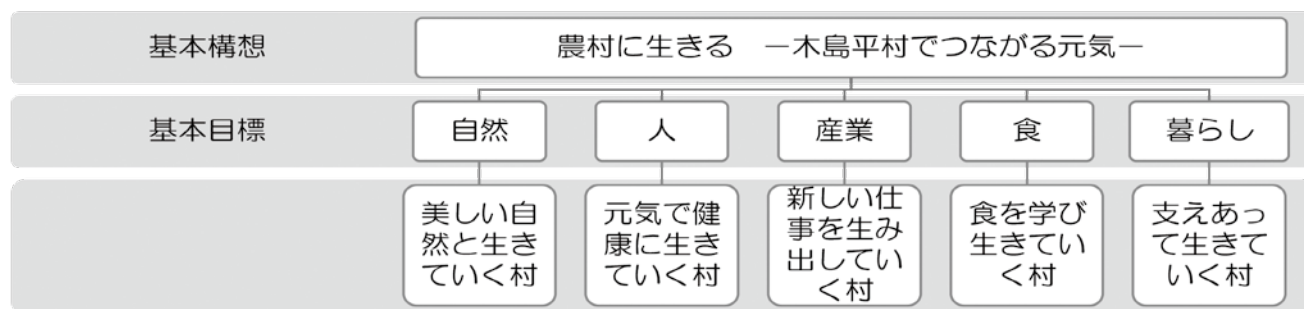 基本構想
農村に生きる　―木島平村でつながる元気―
基本目標
自然
人
産業
食
暮らし
美しい自
然と生き
ていく村
元気で健
康に生き
ていく村
新しい仕
事を生み
出してい
く村
食を学び
生きてい
く村
支えあっ
て生きて
いく村